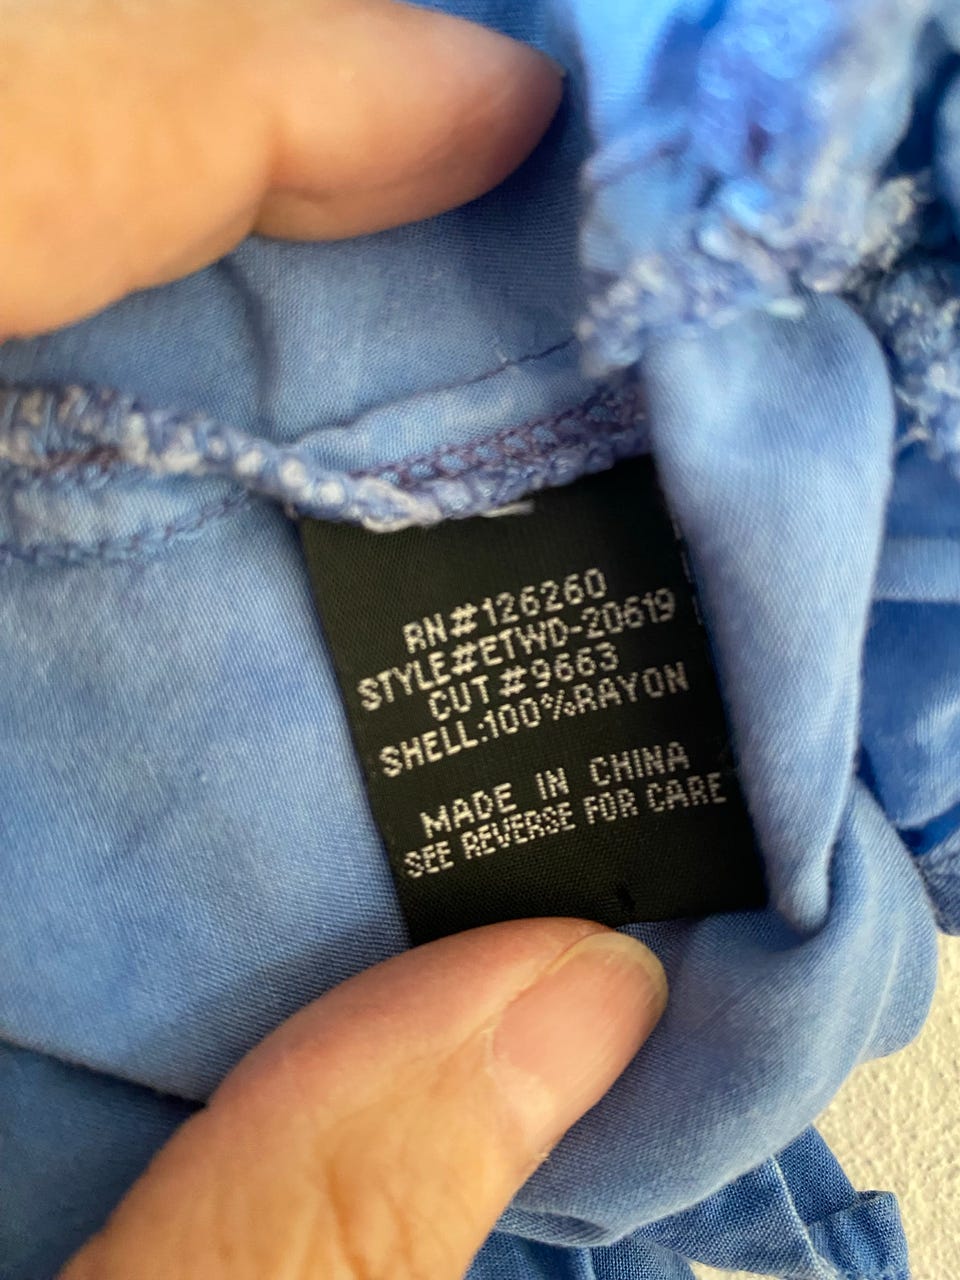 RN#126260
STYLE#ETWD-20619
CUT#9663
SHELL:100%RAYON
MADE IN CHINA
SEE REVERSE FOR CARE